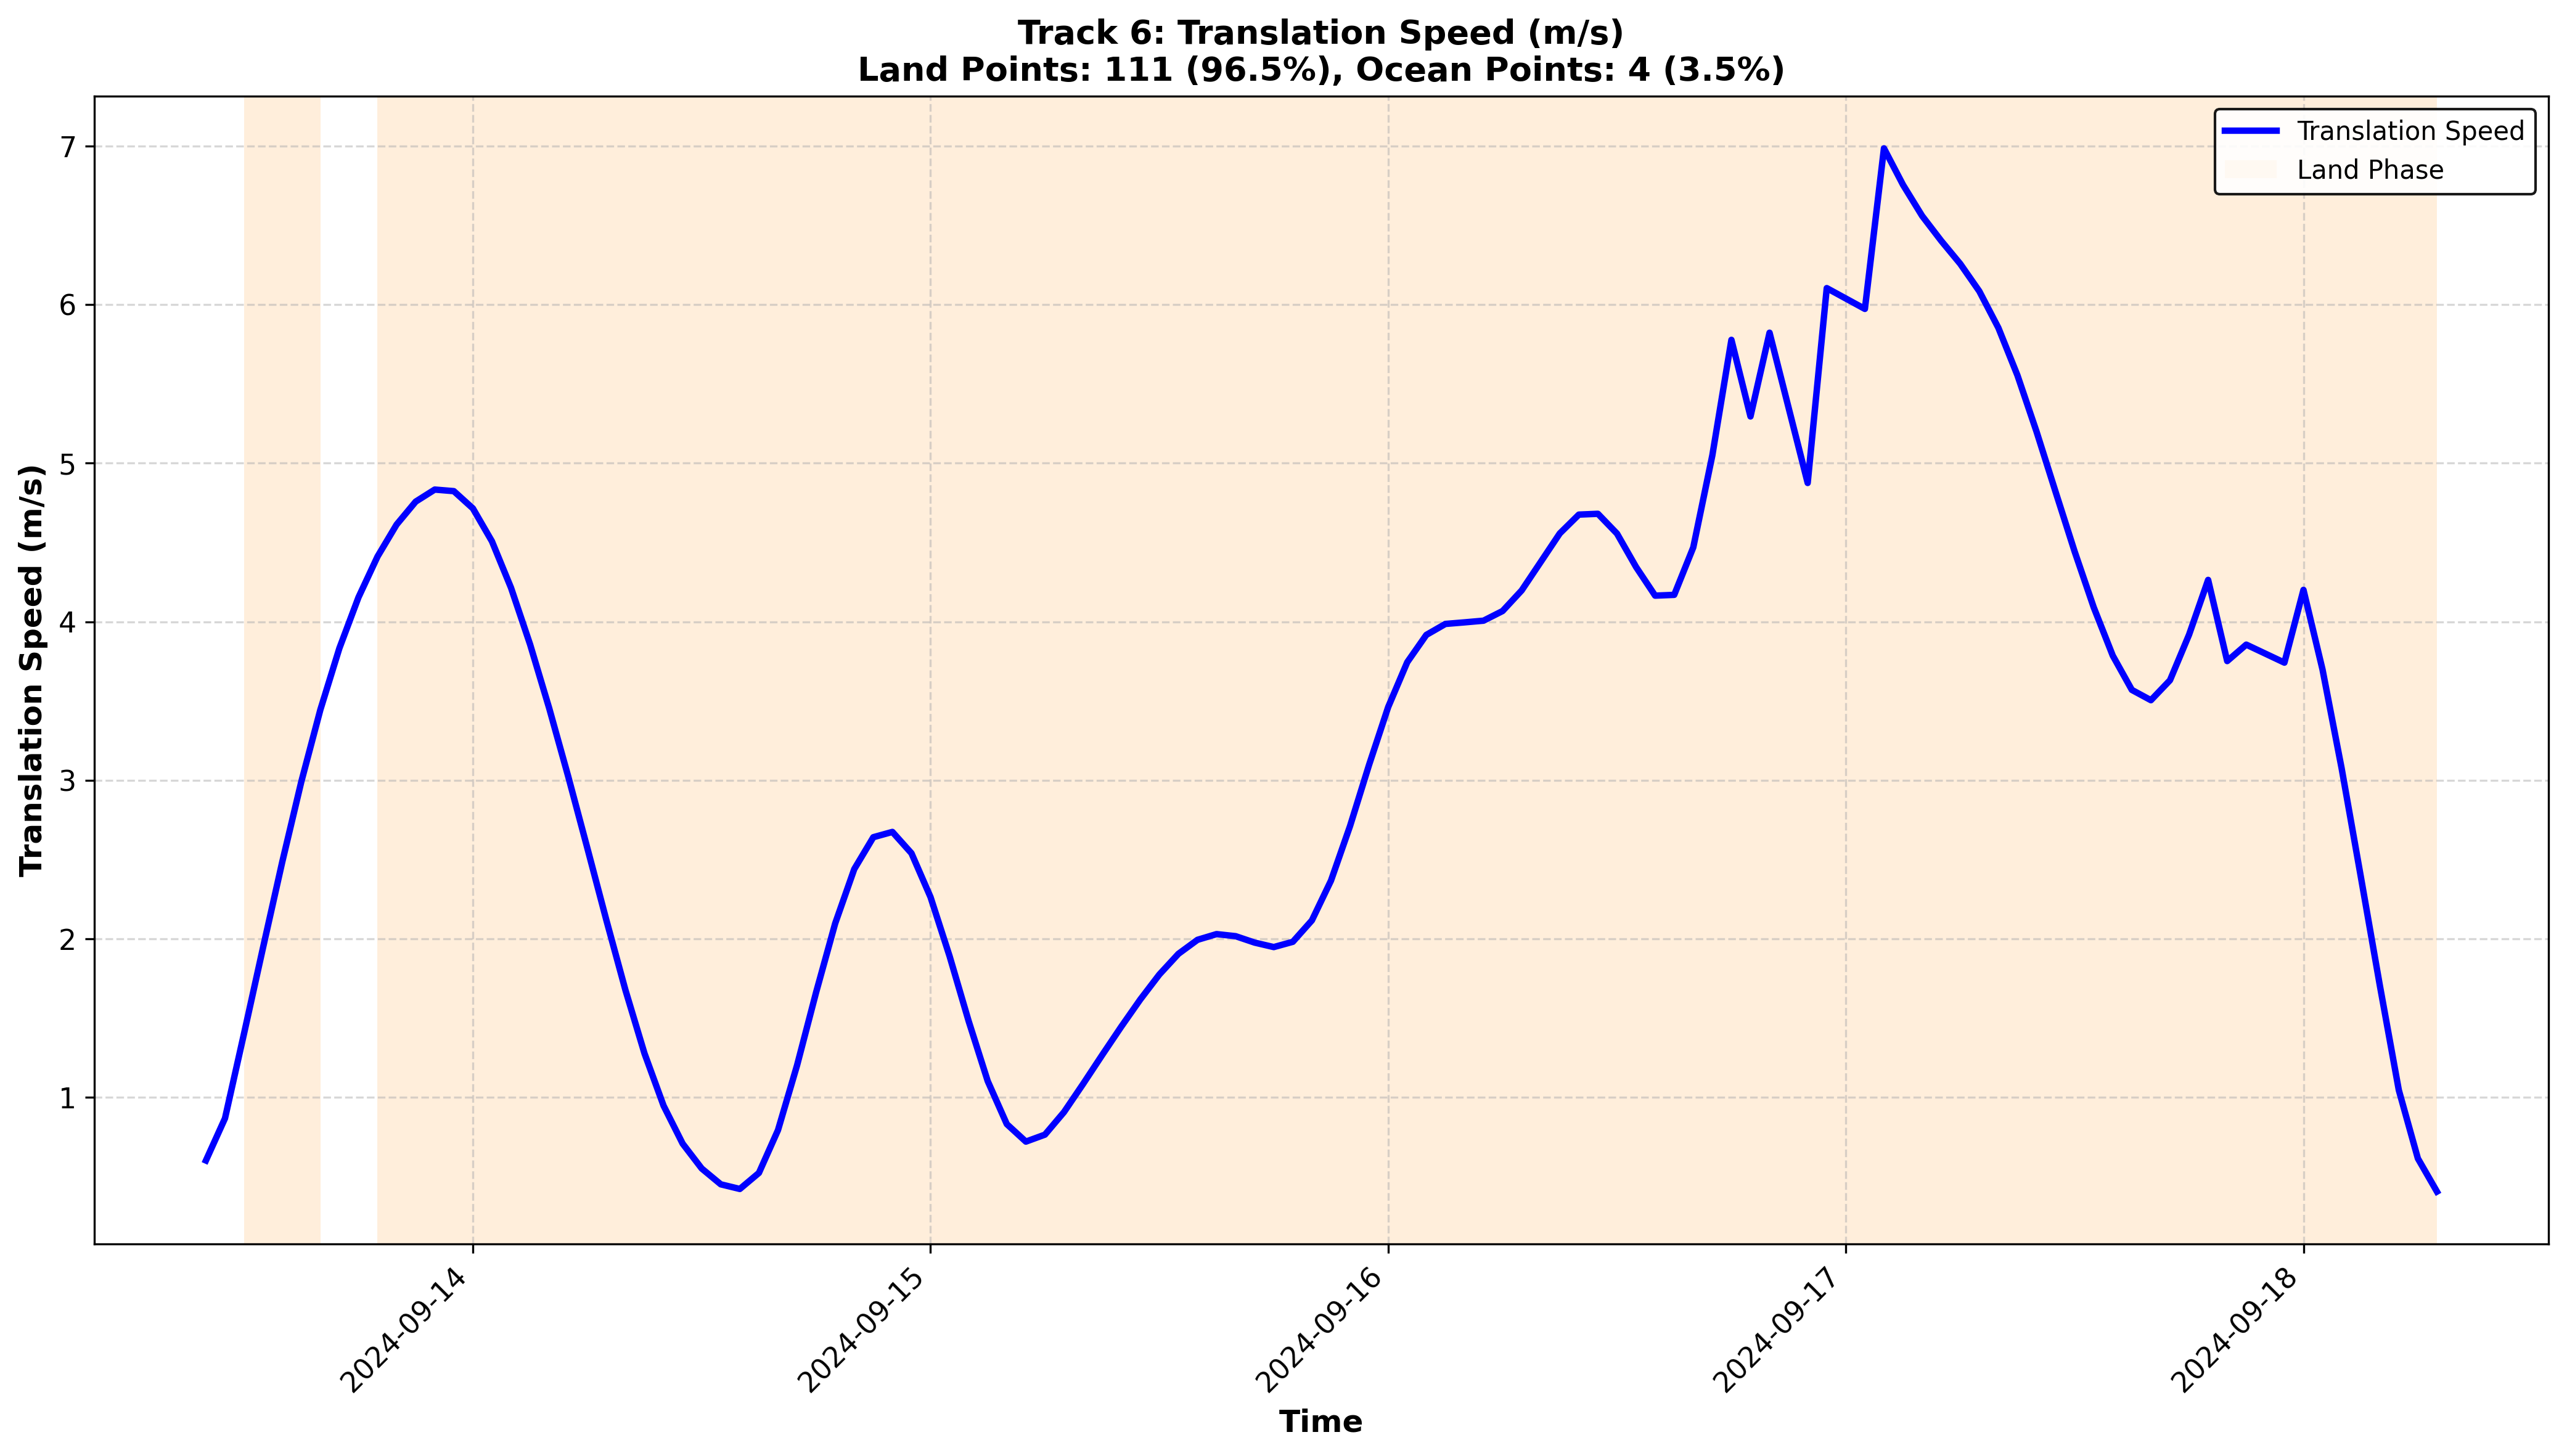 Track 6: Translation Speed (m/s)
Land Points: 111 (96.5%), Ocean Points: 4 (3.5%)
Translation Speed
Land Phase
Translation Speed (m/s)
7
6
5
4
3
2
1
2024-09-14
2024-09-15
2024-09-16
2024-09-17
2024-09-18
Time